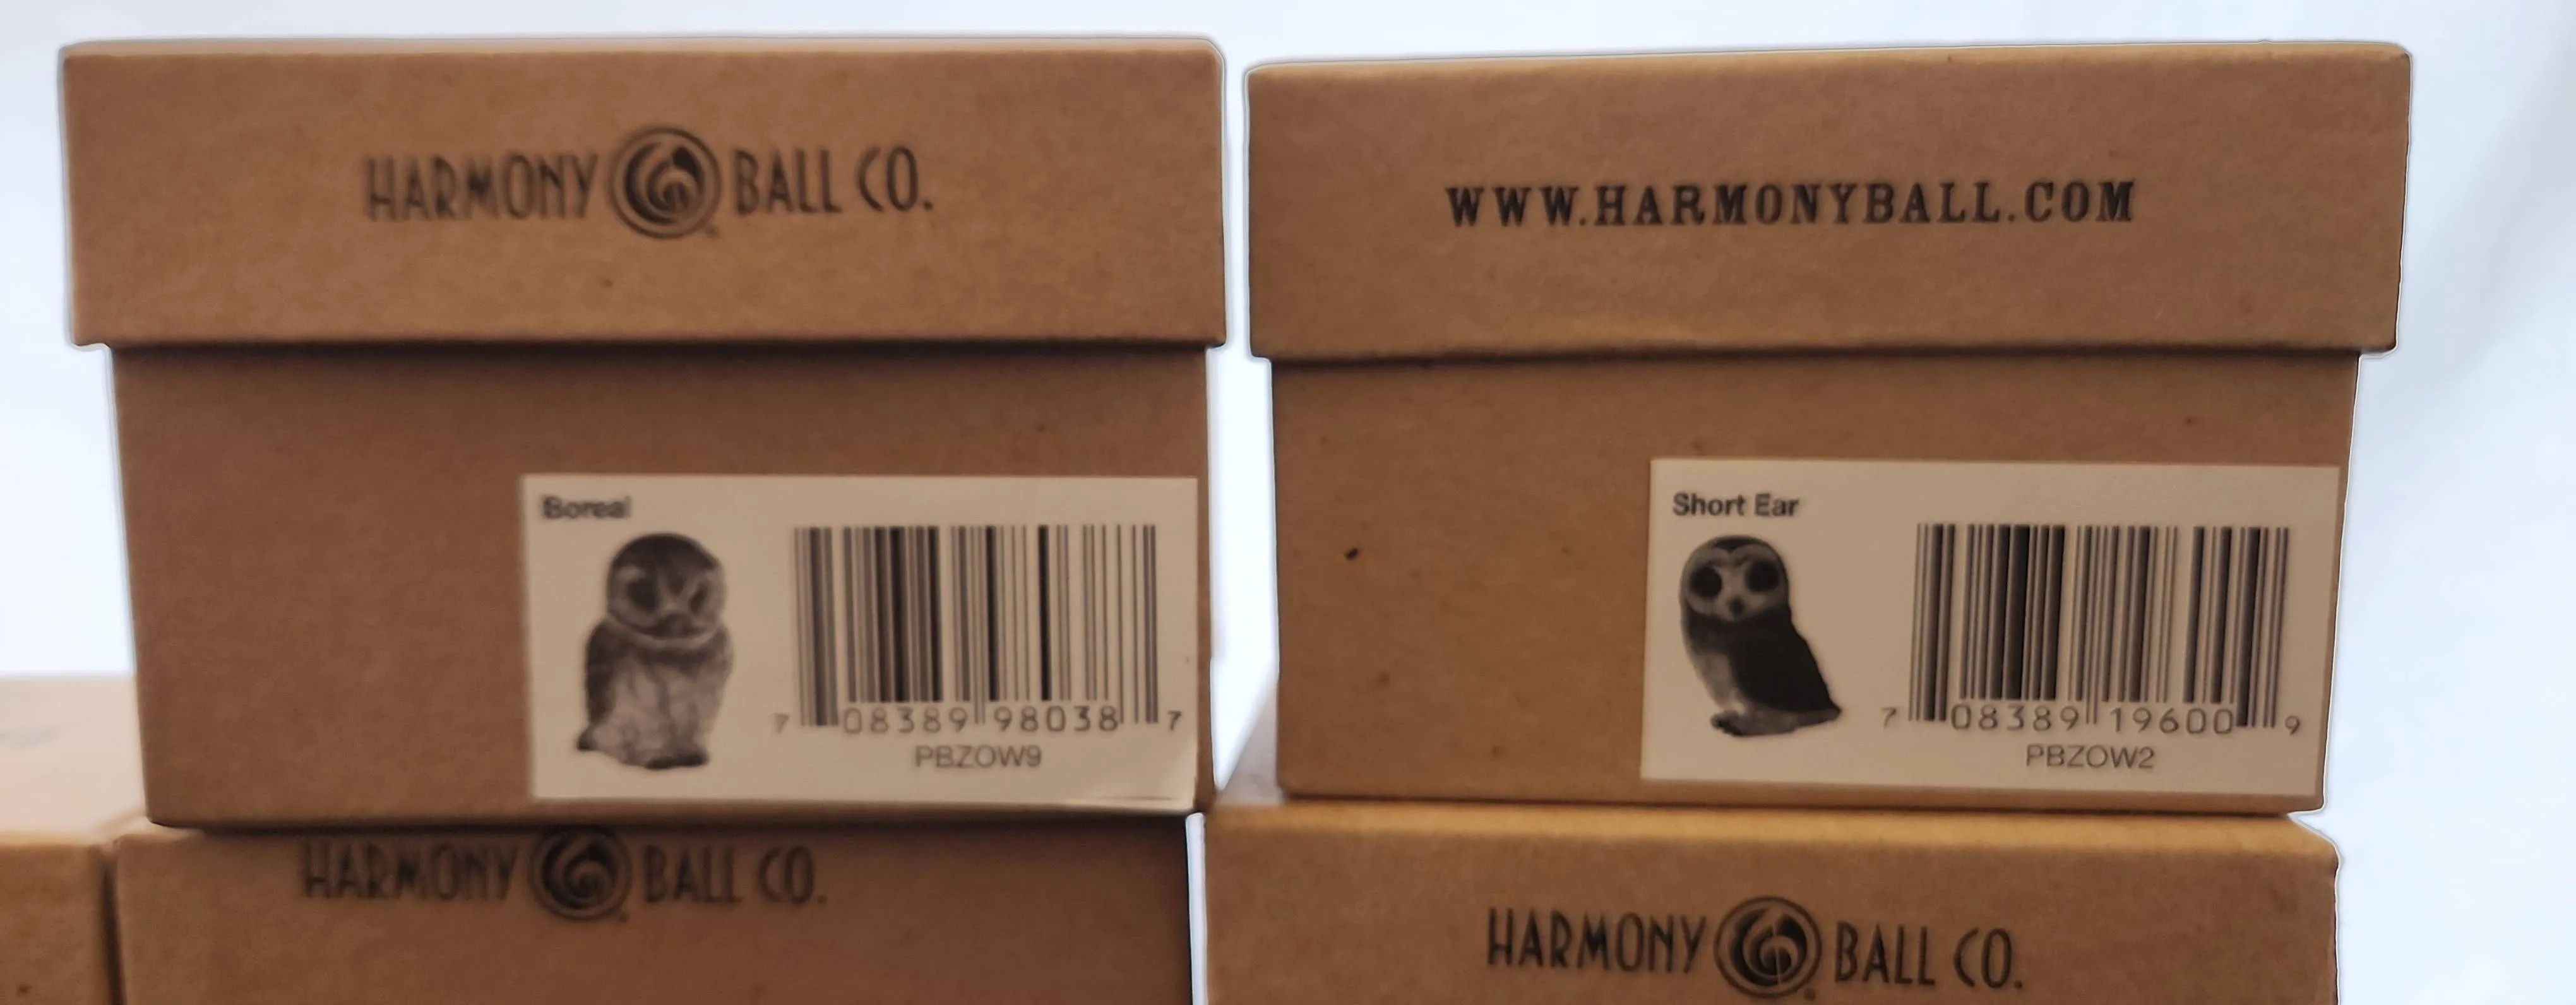 HARMONY BALL CO.
WWW.HARMONYBALL.COM
Boreal
7 08389 98038 7
PBZOW9
Short Ear
7 08389 19600 9
PBZOW2
HARMONY BALL CO.
HARMONY BALL CO.